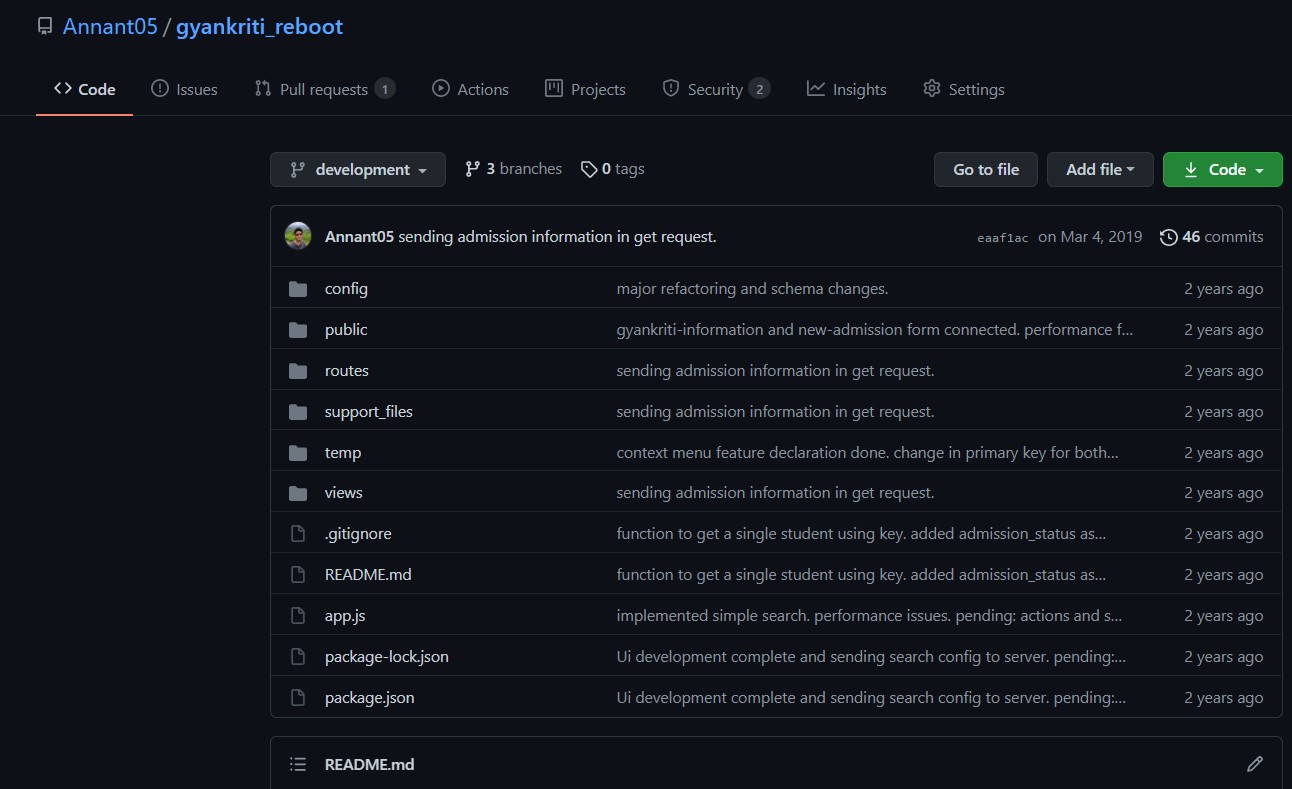 Annant05 / gyankriti_reboot
Code Issues Pull requests 1 Actions Projects Security 2 Insights Settings
development 3 branches 0 tags Go to file Add file Code
Annant05 sending admission information in get request. eaaf1ac on Mar 4, 2019 46 commits
config major refactoring and schema changes. 2 years ago
public gyankriti-information and new-admission form connected. performance f... 2 years ago
routes sending admission information in get request. 2 years ago
support_files sending admission information in get request. 2 years ago
temp context menu feature declaration done. change in primary key for both... 2 years ago
views sending admission information in get request. 2 years ago
.gitignore function to get a single student using key. added admission_status as... 2 years ago
README.md function to get a single student using key. added admission_status as... 2 years ago
app.js implemented simple search. performance issues. pending: actions and s... 2 years ago
package-lock.json Ui development complete and sending search config to server. pending:... 2 years ago
package.json Ui development complete and sending search config to server. pending:... 2 years ago
README.md